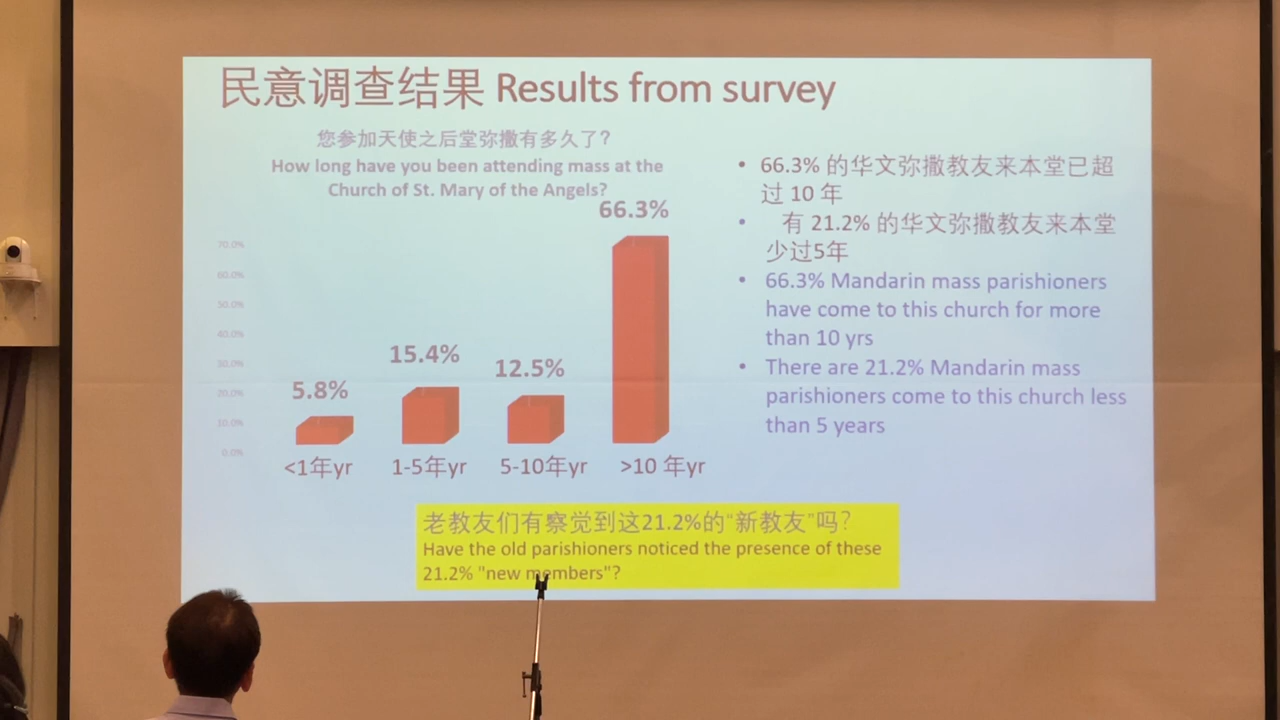 民意调查结果 Results from survey
您参加天使之后堂弥撒有多久了?
How long have you been attending mass at the
Church of St. Mary of the Angels?
70.0%
60.0%
50.0%
40.0%
30.0%
20.0%
10.0%
0.0%
5.8%
15.4%
12.5%
66.3%
<1年yr
1-5年yr
5-10年yr
>10 年yr
• 66.3% 的华文弥撒教友来本堂已超
过 10 年
• 有 21.2% 的华文弥撒教友来本堂
少过5年
• 66.3% Mandarin mass parishioners
have come to this church for more
than 10 yrs
• There are 21.2% Mandarin mass
parishioners come to this church less
than 5 years
老教友们有察觉到这21.2%的“新教友”吗?
Have the old parishioners noticed the presence of these
21.2% "new members"?